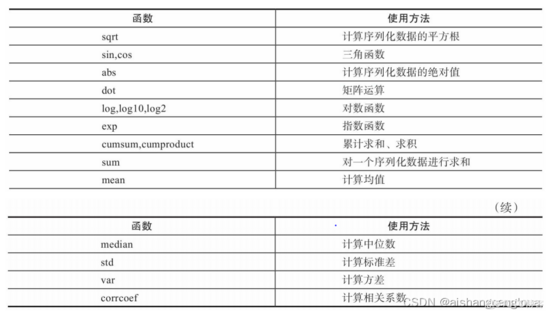 函数 使用方法
sqrt 计算序列化数据的平方根
sin,cos 三角函数
abs 计算序列化数据的绝对值
dot 矩阵运算
log,log10,log2 对数函数
exp 指数函数
cumsum,cumproduct 累计求和、求积
sum 对一个序列化数据进行求和
mean 计算均值
(续)
函数 使用方法
median 计算中位数
std 计算标准差
var 计算方差
corrcoef 计算相关系数
CSDN